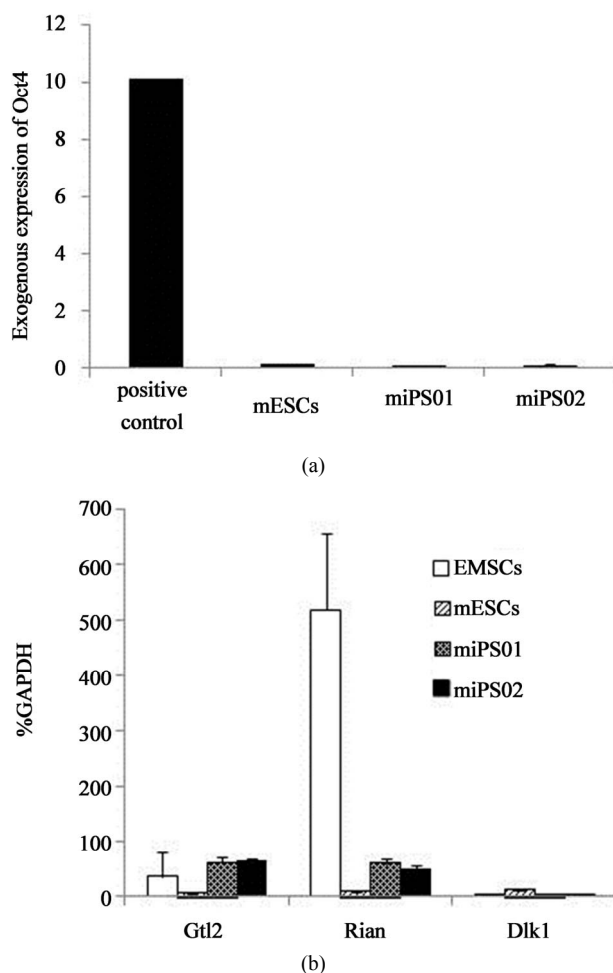 Exogenous expression of Oct4
12
10
8
6
4
2
0
positive
control
mESCs
miPS01
miPS02
(a)
%GAPDH
700
600
500
400
300
200
100
0
EMSCs
mESCs
miPS01
miPS02
Gtl2
Rian
Dlk1
(b)